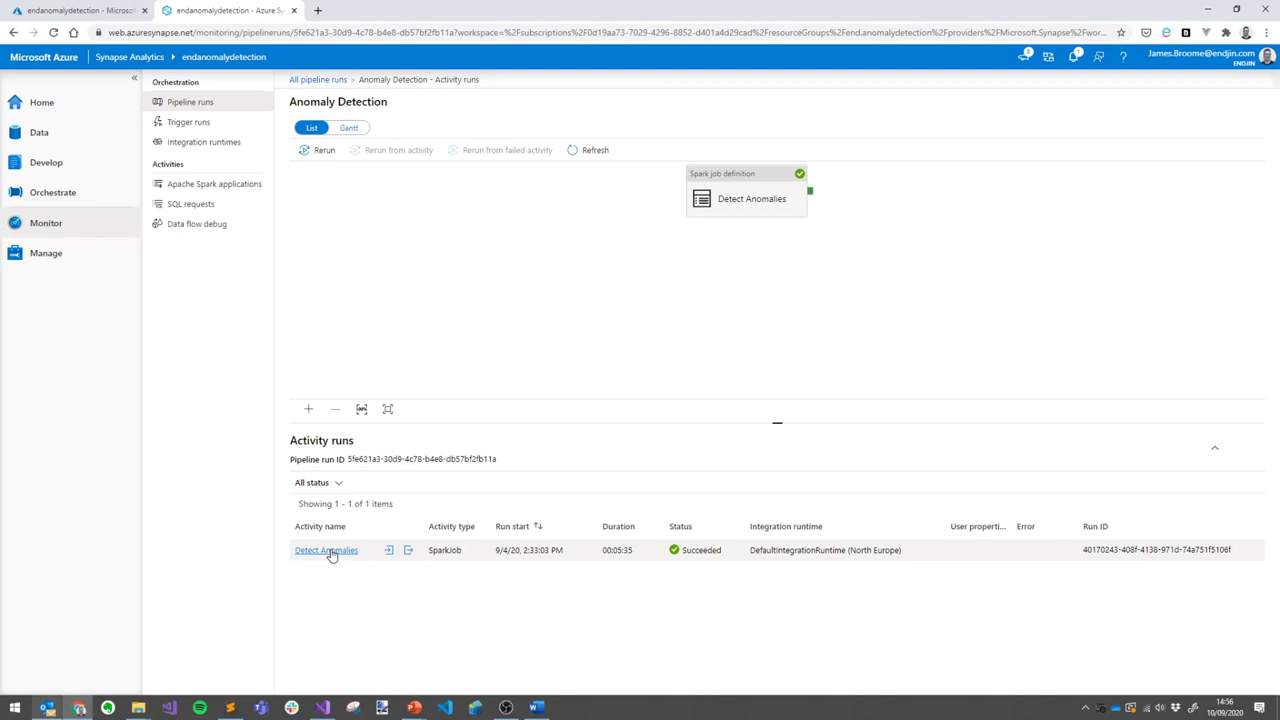 anomalydetection - Microsoft
endanomalydetection - Azure Sy
web.azuresynapse.net/monitoring/pipelineruns/5fe621a3-30d9-4c78-b4e8-db57bf2fb11a?workspace=%2Fsubscriptions%2F0d19aa73-7029-4296-8852-d401a4d29cad%2FresourceGroups%2FEnd.anomalydetection%2Fproviders%2FMicrosoft.Synapse%2Fwor...
Microsoft Azure
Synapse Analytics
endanomalydetection
8
1
James.Broome@endjin.com
ENDJIN
Home
Data
Develop
Orchestrate
Monitor
Manage
Orchestration
Pipeline runs
Trigger runs
Integration runtimes
Activities
Apache Spark applications
SQL requests
Data flow debug
All pipeline runs > Anomaly Detection - Activity runs
Anomaly Detection
List Gantt
Rerun Rerun from activity Rerun from failed activity Refresh
Spark job definition
Detect Anomalies
Activity runs
Pipeline run ID 5fe621a3-30d9-4c78-b4e8-db57bf2fb11a
All status
Showing 1 - 1 of 1 items
Activity name Activity type Run start Duration Status Integration runtime User properti... Error Run ID
Detect Anomalies SparkJob 9/4/20, 2:33:03 PM 00:05:35 Succeeded DefaultIntegrationRuntime (North Europe) 40170243-408f-4138-971d-74a751f5106f
14:56
10/09/2020